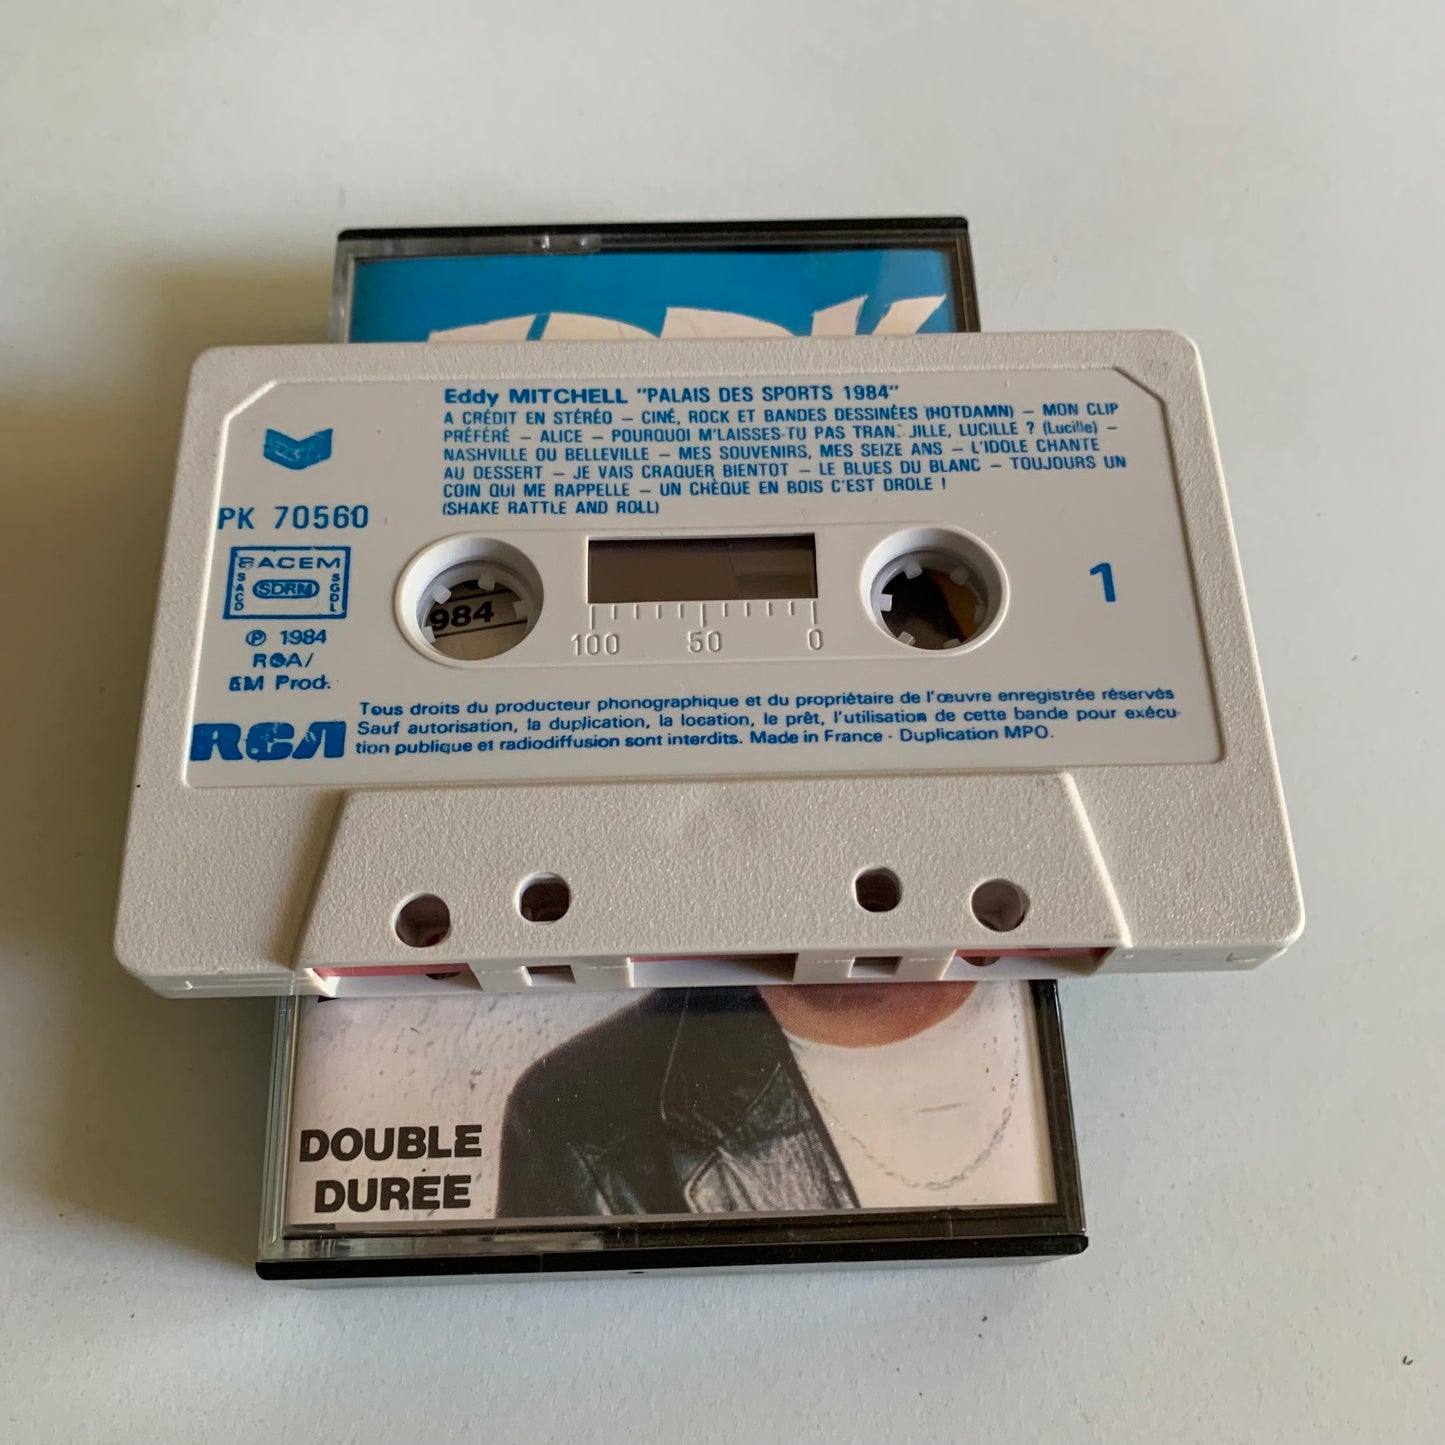 Eddy MITCHELL "PALAIS DES SPORTS 1984"
A CRÉDIT EN STÉRÉO – CINÉ, ROCK ET BANDES DESSINÉES (HOTDAMN) – MON CLIP
PRÉFÉRÉ – ALICE – POURQUOI M'LAISSES-TU PAS TRAN JILLE, LUCILLE ? (Lucille) –
NASHVILLE OU BELLEVILLE – MES SOUVENIRS, MES SEIZE ANS – L'IDOLE CHANTE
AU DESSERT – JE VAIS CRAQUER BIENTOT – LE BLUES DU BLANC – TOUJOURS UN
COIN QUI ME RAPPELLE – UN CHÈQUE EN BOIS C'EST DROLE !
(SHAKE RATTLE AND ROLL)
PK 70560
SACEM
SACD
SDRM
SGDL
℗ 1984
RCA/
EM Prod.
984
100 50 0
1
RCA
Tous droits du producteur phonographique et du propriétaire de l'œuvre enregistrée réservés
Sauf autorisation, la duplication, la location, le prêt, l'utilisation de cette bande pour exécu-
tion publique et radiodiffusion sont interdits. Made in France - Duplication MPO.
DOUBLE
DURÉE